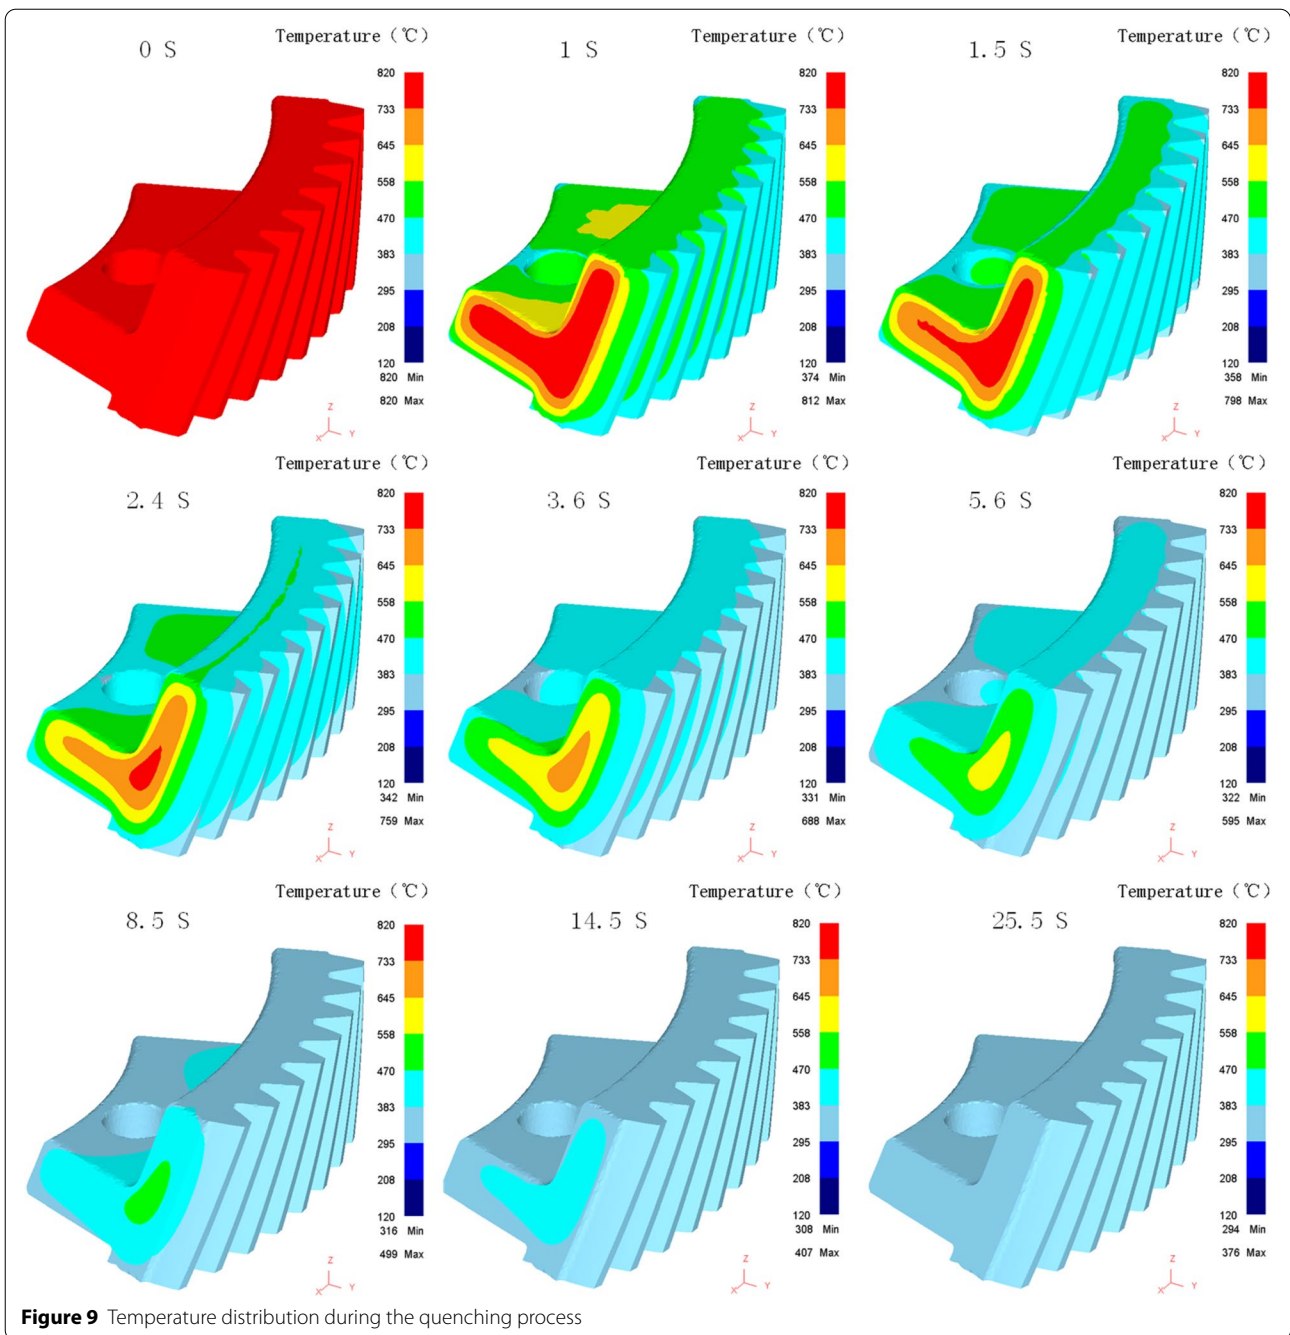 Temperature（℃）
0 S
820
733
645
558
470
383
295
208
120
820 Min
820 Max
Z
X
Y
Temperature（℃）
1 S
820
733
645
558
470
383
295
208
120
374 Min
812 Max
Z
X
Y
Temperature（℃）
1.5 S
820
733
645
558
470
383
295
208
120
358 Min
798 Max
Z
X
Y
Temperature（℃）
2.4 S
820
733
645
558
470
383
295
208
120
342 Min
759 Max
Z
X
Y
Temperature（℃）
3.6 S
820
733
645
558
470
383
295
208
120
331 Min
688 Max
Z
X
Y
Temperature（℃）
5.6 S
820
733
645
558
470
383
295
208
120
322 Min
595 Max
Z
X
Y
Temperature（℃）
8.5 S
820
733
645
558
470
383
295
208
120
316 Min
499 Max
Z
X
Y
Temperature（℃）
14.5 S
820
733
645
558
470
383
295
208
120
308 Min
407 Max
Z
X
Y
Temperature（℃）
25.5 S
820
733
645
558
470
383
295
208
120
294 Min
376 Max
Z
X
Y
Figure 9 Temperature distribution during the quenching process